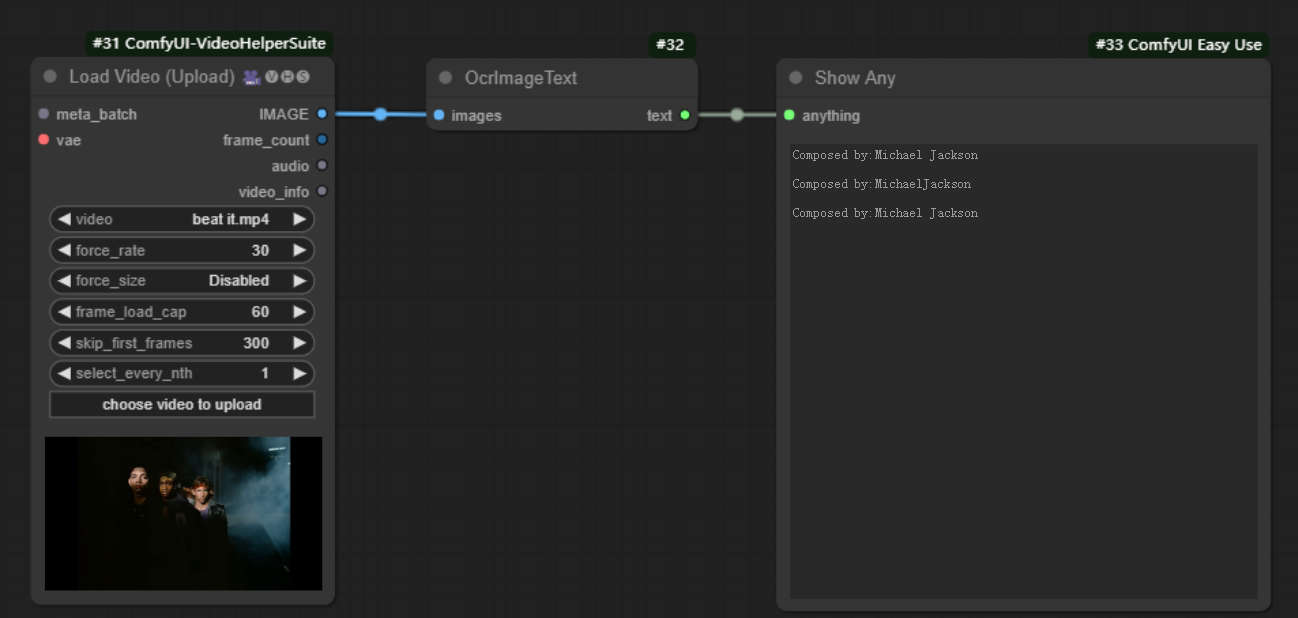 #31 ComfyUI-VideoHelperSuite
Load Video (Upload) 🎥🅥🅗🅢
meta_batch
IMAGE
vae
frame_count
audio
video_info
video
beat it.mp4
force_rate
30
force_size
Disabled
frame_load_cap
60
skip_first_frames
300
select_every_nth
1
choose video to upload
#32
OcrImageText
images
text
#33 ComfyUI Easy Use
Show Any
anything
Composed by:Michael Jackson
Composed by:MichaelJackson
Composed by:Michael Jackson